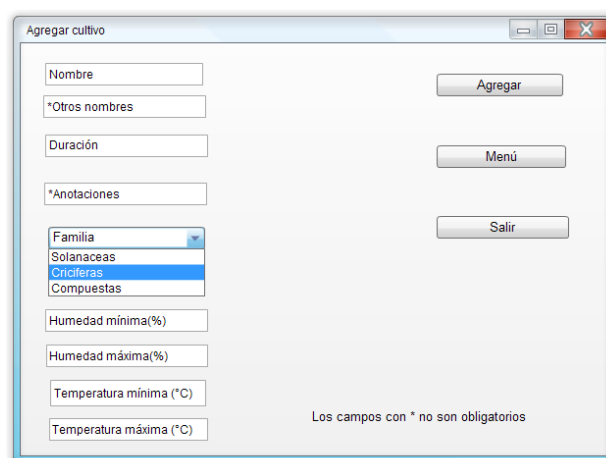 Agregar cultivo
Nombre
Agregar
*Otros nombres
Duración
Menú
*Anotaciones
Familia
Salir
Solanaceas
Criciferas
Compuestas
Humedad mínima(%)
Humedad máxima(%)
Temperatura mínima (°C)
Los campos con * no son obligatorios
Temperatura máxima (°C)